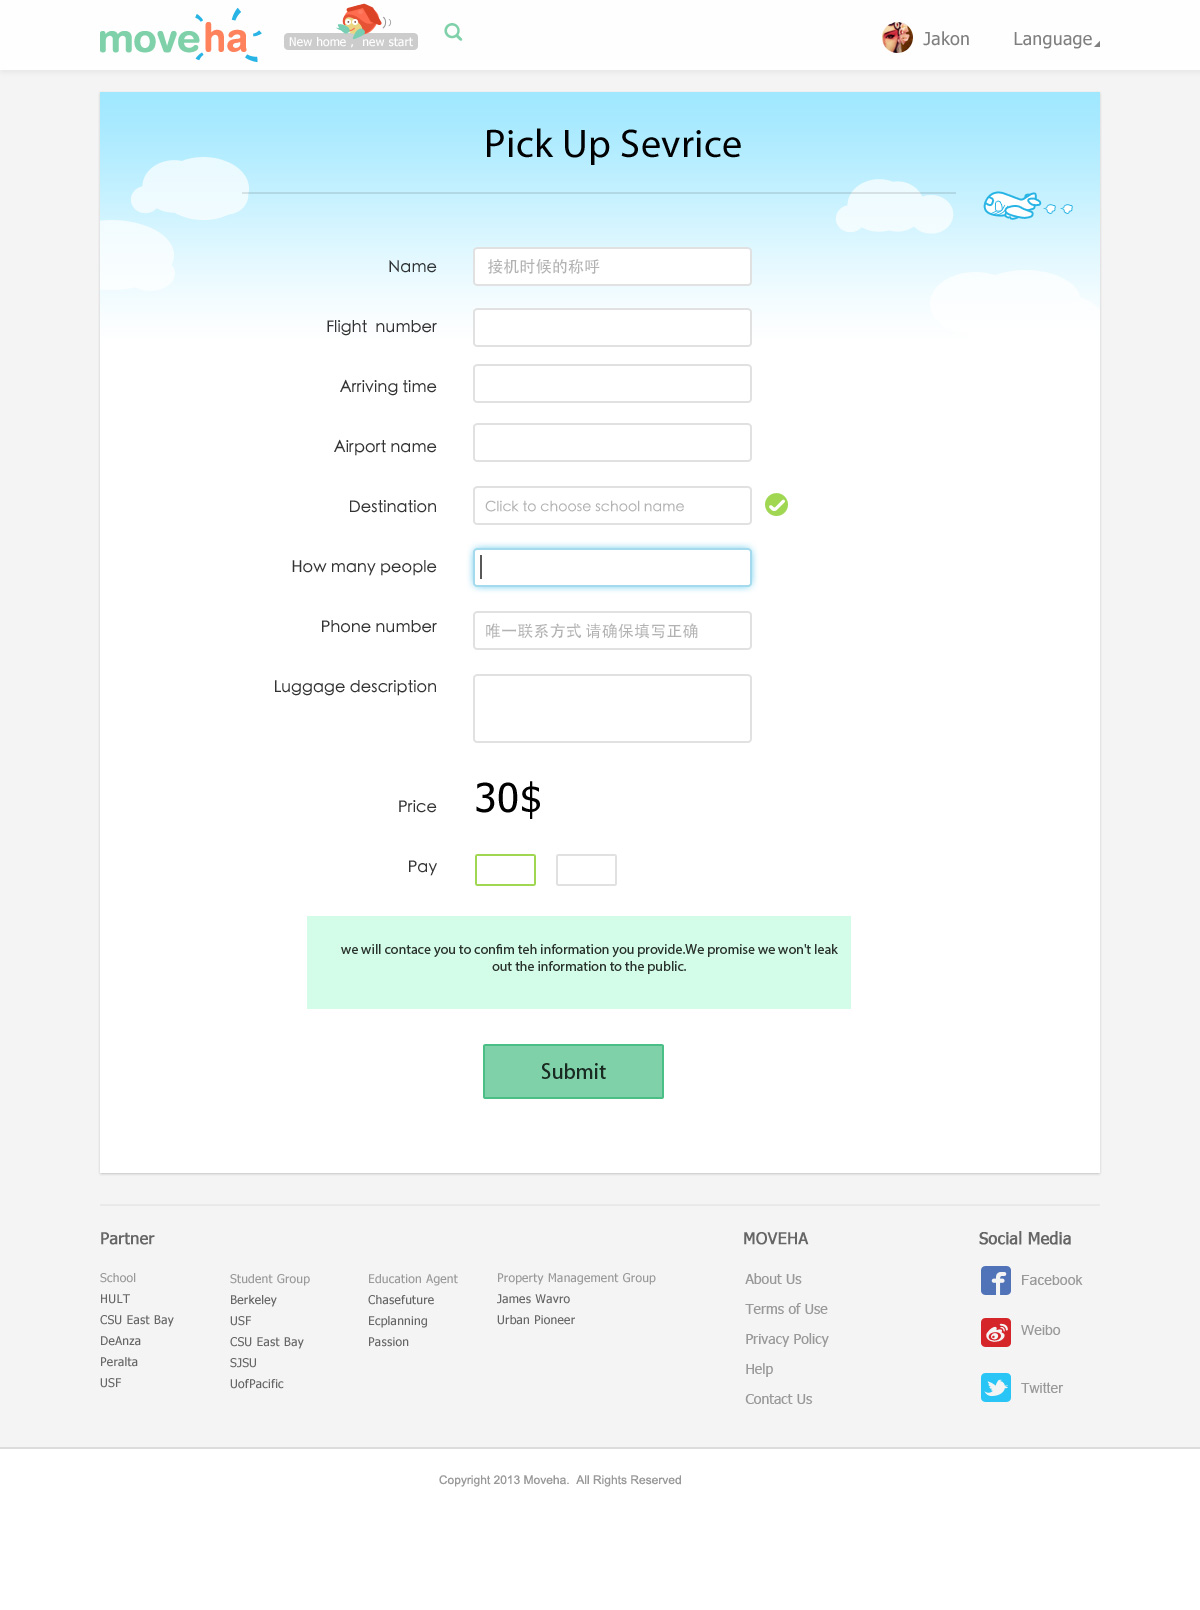 moveha
New home， new start
Jakon
Language
Pick Up Sevrice
Name
接机时候的称呼
Flight number
Arriving time
Airport name
Destination
Click to choose school name
How many people
Phone number
唯一联系方式 请确保填写正确
Luggage description
Price
30$
Pay
we will contace you to confim teh information you provide.We promise we won't leak
out the information to the public.
Submit
Partner
School
HULT
CSU East Bay
DeAnza
Peralta
USF
Student Group
Berkeley
USF
CSU East Bay
SJSU
UofPacific
Education Agent
Chasefuture
Ecplanning
Passion
Property Management Group
James Wavro
Urban Pioneer
MOVEHA
About Us
Terms of Use
Privacy Policy
Help
Contact Us
Social Media
Facebook
Weibo
Twitter
Copyright 2013 Moveha. All Rights Reserved